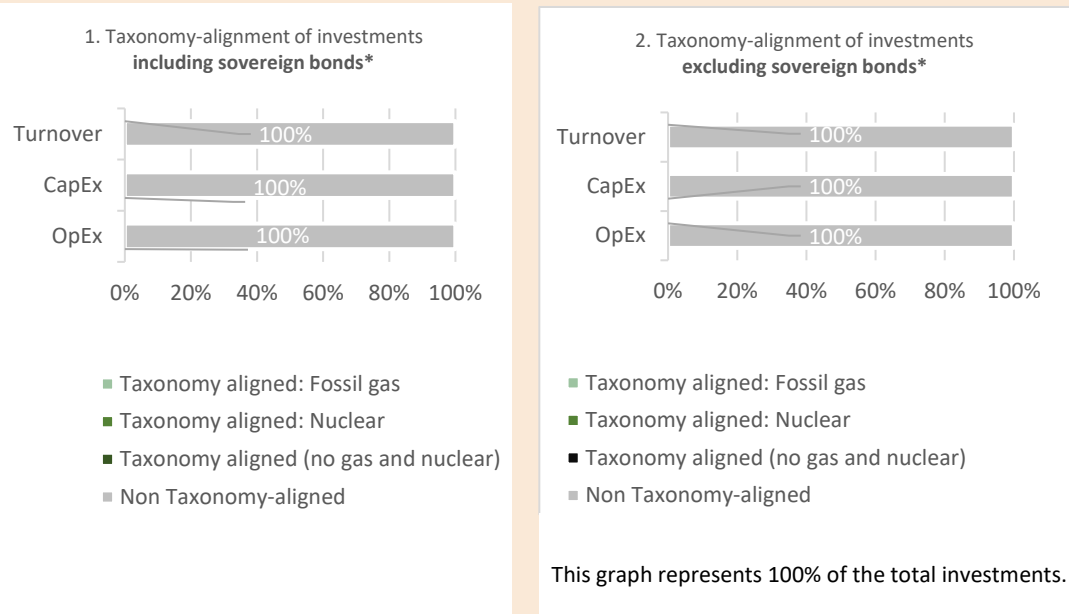 1. Taxonomy-alignment of investments
including sovereign bonds*
Turnover
100%
CapEx
100%
OpEx
100%
0% 20% 40% 60% 80% 100%
Taxonomy aligned: Fossil gas
Taxonomy aligned: Nuclear
Taxonomy aligned (no gas and nuclear)
Non Taxonomy-aligned
2. Taxonomy-alignment of investments
excluding sovereign bonds*
Turnover
100%
CapEx
100%
OpEx
100%
0% 20% 40% 60% 80% 100%
Taxonomy aligned: Fossil gas
Taxonomy aligned: Nuclear
Taxonomy aligned (no gas and nuclear)
Non Taxonomy-aligned
This graph represents 100% of the total investments.